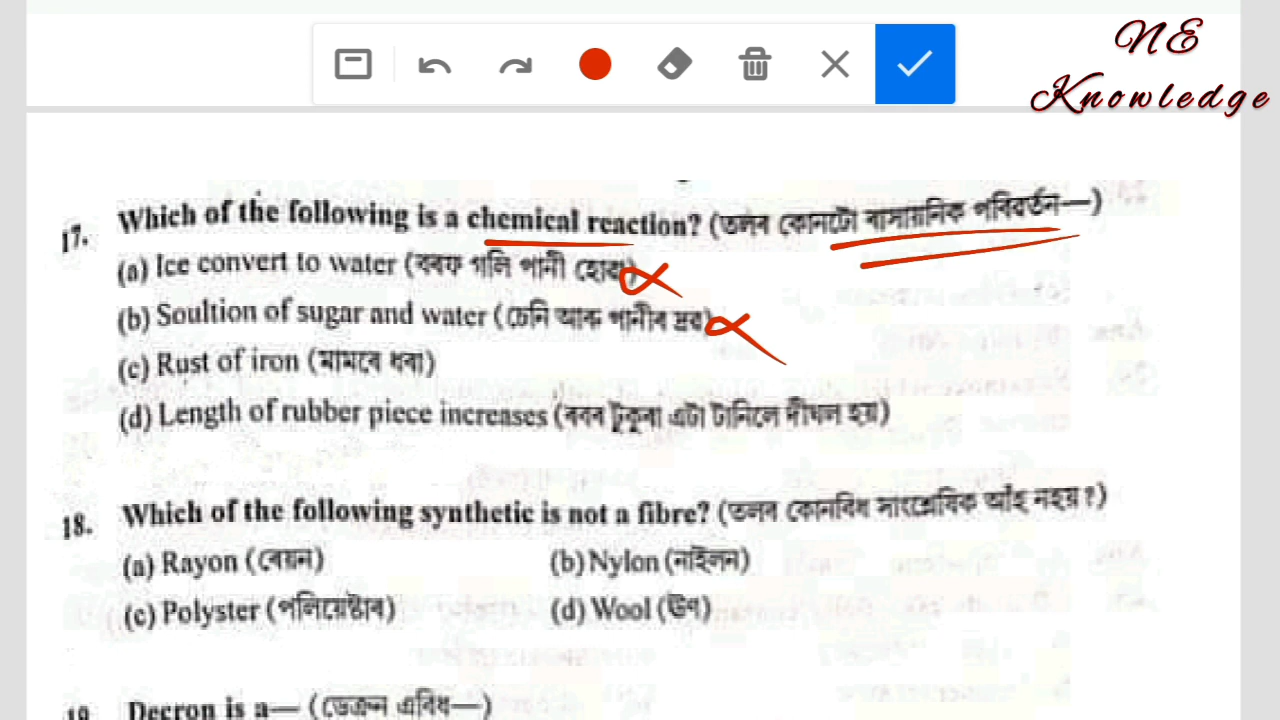 NE
Knowledge
17. Which of the following is a chemical reaction? (তলৰ কোনটো ৰাসায়নিক পৰিৱৰ্তন—)
(a) Ice convert to water (বৰফ গলি পানী হোৱা)
(b) Soultion of sugar and water (চেনি আৰু পানীৰ দ্ৰৱ)
(c) Rust of iron (মামৰে ধৰা)
(d) Length of rubber piece increases (ৰবৰ টুকুৰা এটা টানিলে দীঘল হয়)
18. Which of the following synthetic is not a fibre? (তলৰ কোনবিধ সাংশ্লেষিক আঁহ নহয়?)
(a) Rayon (ৰেয়ন) (b) Nylon (নাইলন)
(c) Polyster (পলিয়েষ্টাৰ) (d) Wool (ঊণ)
19. Decron is a— (ডেক্ৰন এবিধ—)